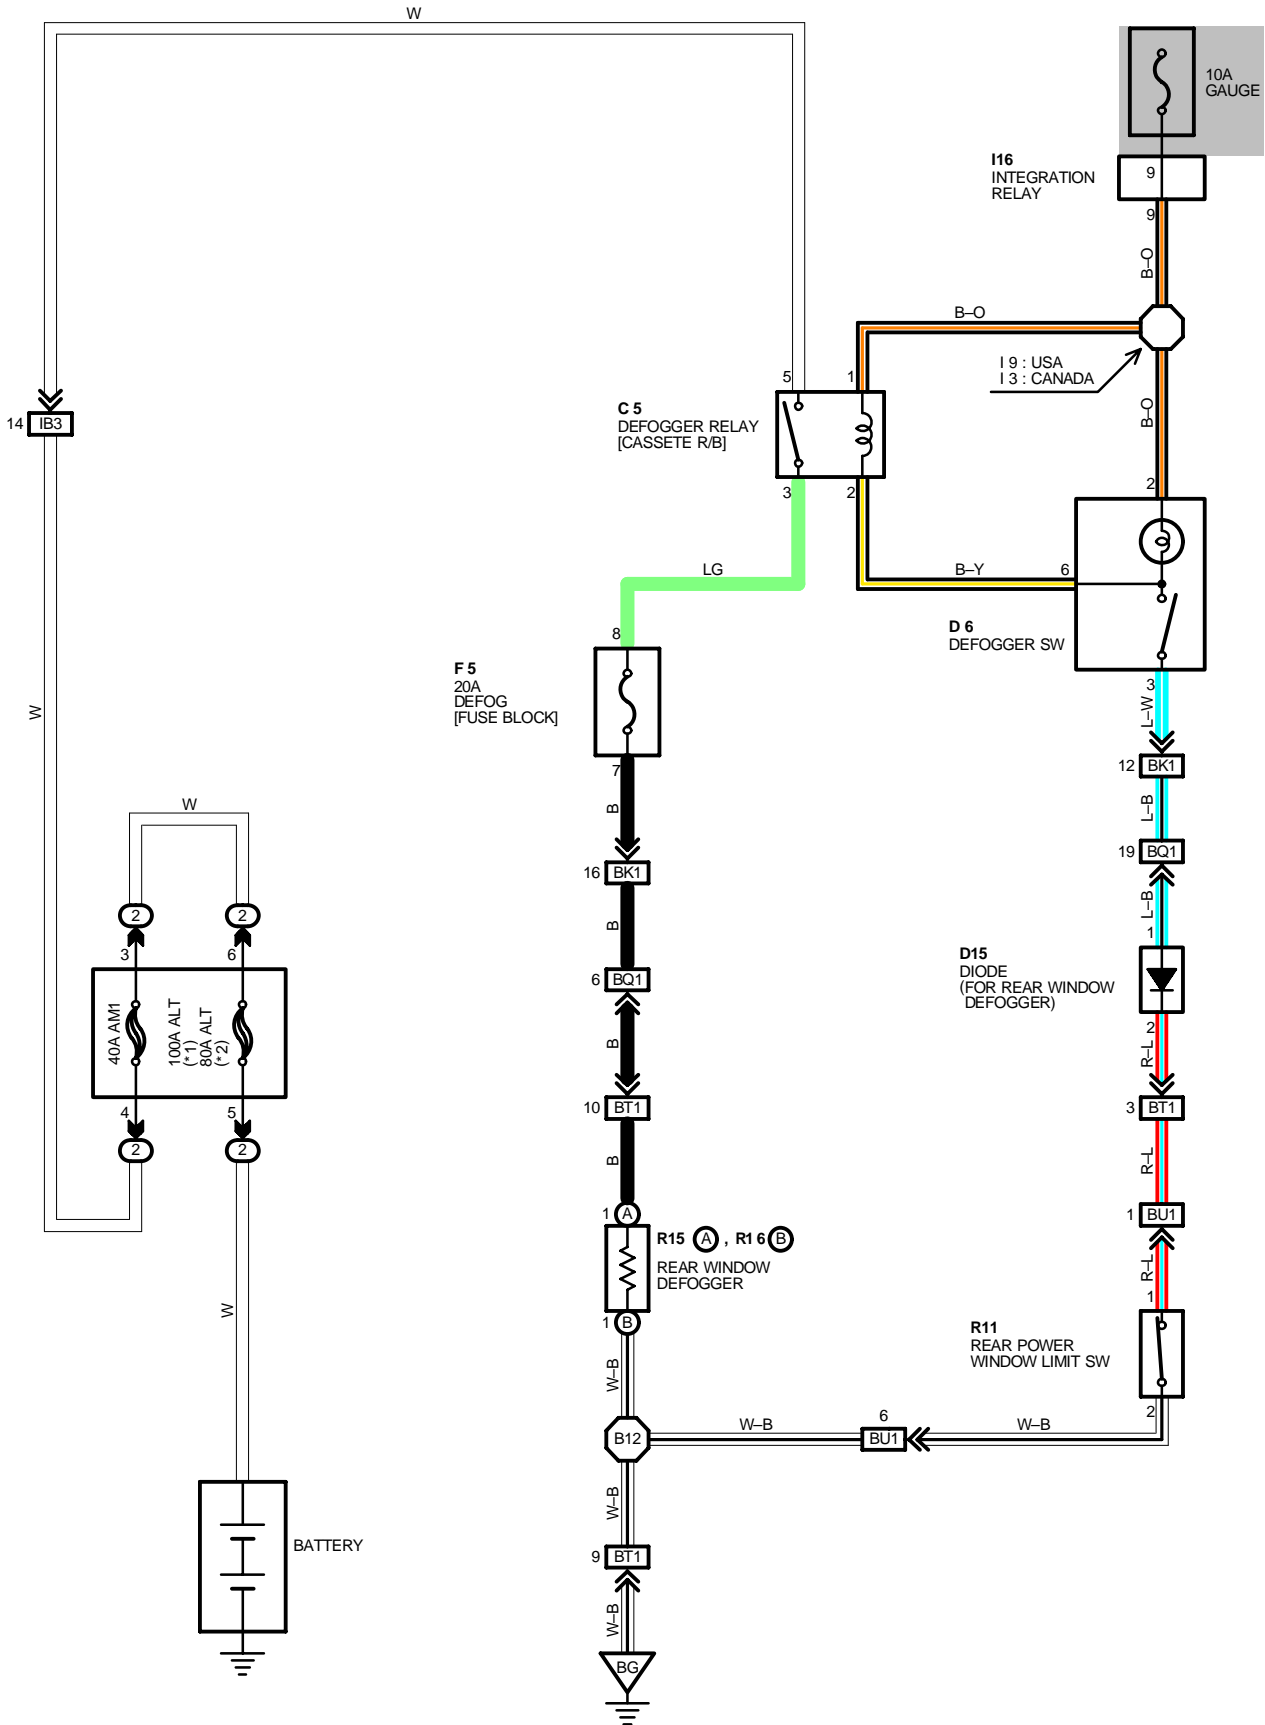 W
10A
GAUGE
I16
INTEGRATION
RELAY
9
9
B–O
B–O
I 9 : USA
I 3 : CANADA
5
1
14
IB3
C 5
DEFOGGER RELAY
[CASSETE R/B]
B–O
3
2
2
LG
B–Y
6
8
D 6
DEFOGGER SW
F 5
20A
DEFOG
[FUSE BLOCK]
3
L–W
W
7
12
BK1
W
B
L–B
16
BK1
19
BQ1
2
2
B
L–B
3
6
1
6
BQ1
D15
DIODE
(FOR REAR WINDOW
DEFOGGER)
40A AM1
100A ALT
(*1)
80A ALT
(*2)
B
2
R–L
4
5
10
BT1
3
BT1
2
2
B
R–L
1
A
1
BU1
R15 A , R16 B
REAR WINDOW
DEFOGGER
R–L
1
W
1
B
R11
REAR POWER
WINDOW LIMIT SW
W–B
2
6
W–B
W–B
B12
BU1
W–B
BATTERY
9
BT1
W–B
BG